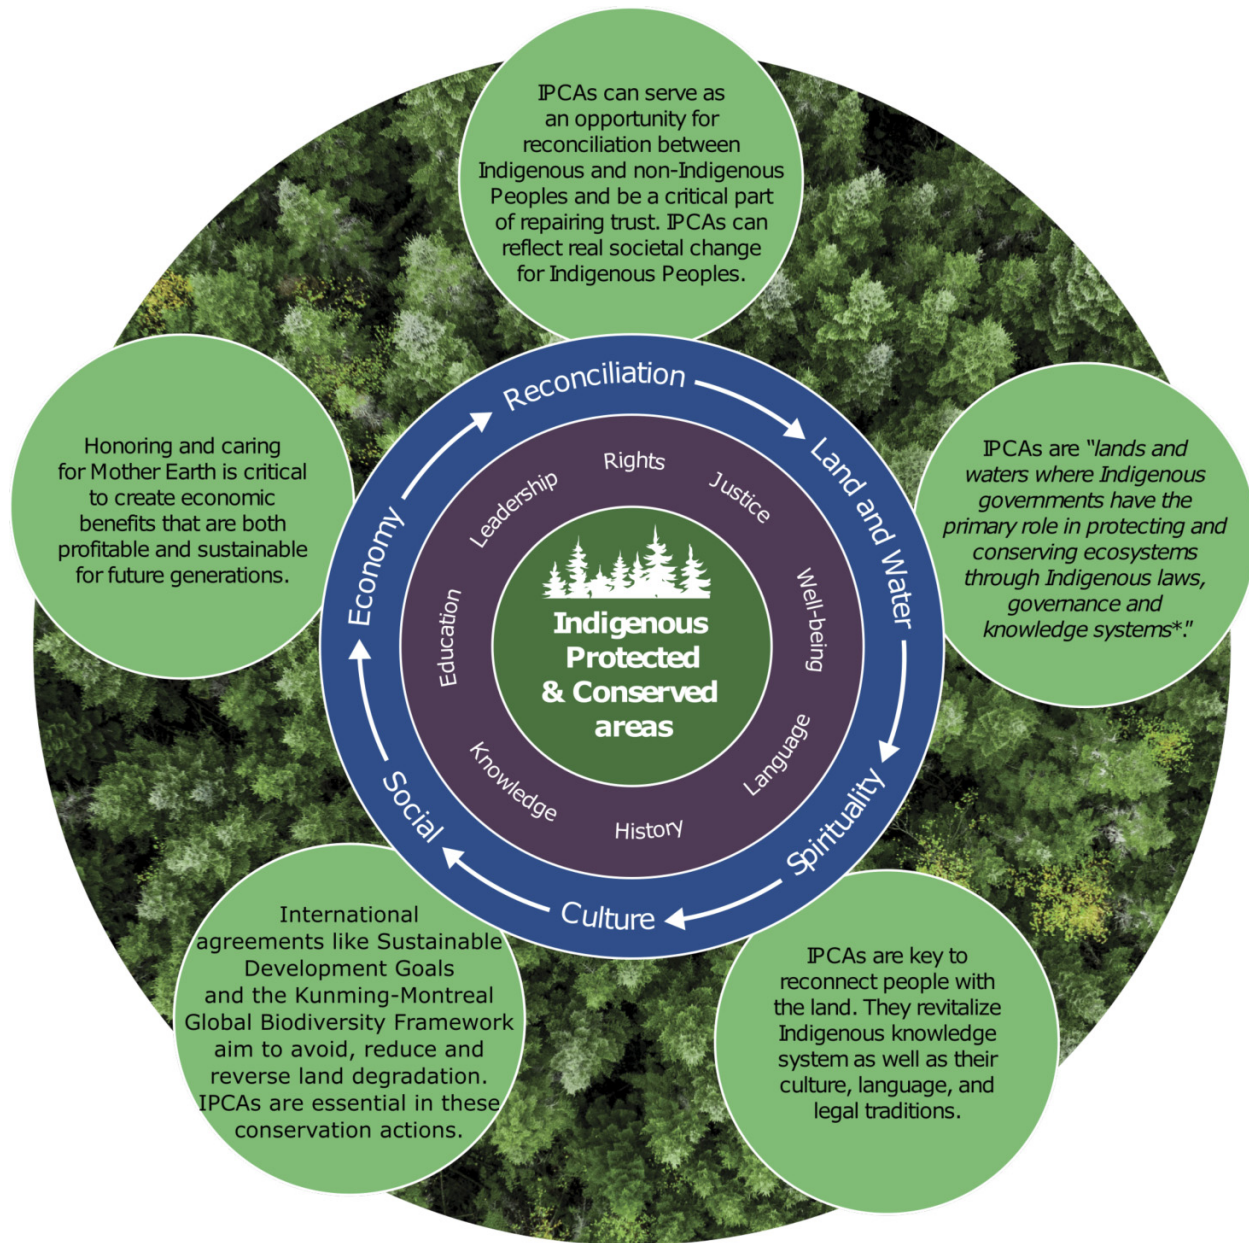 IPCAs can serve as
an opportunity for
reconciliation between
Indigenous and non-Indigenous
Peoples and be a critical part
of repairing trust. IPCAs can
reflect real societal change
for Indigenous Peoples.
Honoring and caring
for Mother Earth is critical
to create economic
benefits that are both
profitable and sustainable
for future generations.
IPCAs are “lands and
waters where Indigenous
governments have the
primary role in protecting and
conserving ecosystems
through Indigenous laws,
governance and
knowledge systems*.”
Reconciliation
Land and Water
Spirituality
Culture
Social
Economy
Rights
Justice
Well-being
Language
History
Knowledge
Education
Leadership
Indigenous
Protected
& Conserved
areas
International
agreements like Sustainable
Development Goals
and the Kunming-Montreal
Global Biodiversity Framework
aim to avoid, reduce and
reverse land degradation.
IPCAs are essential in these
conservation actions.
IPCAs are key to
reconnect people with
the land. They revitalize
Indigenous knowledge
system as well as their
culture, language, and
legal traditions.